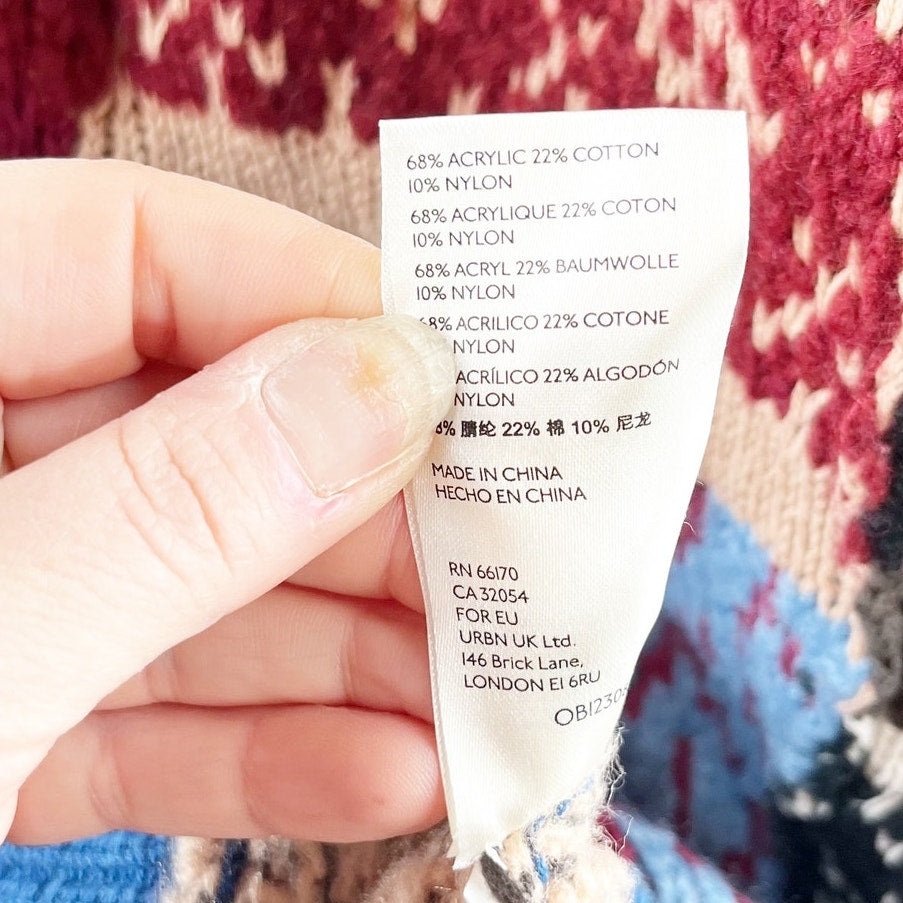 68% ACRYLIC 22% COTTON
10% NYLON
68% ACRYLIQUE 22% COTON
10% NYLON
68% ACRYL 22% BAUMWOLLE
10% NYLON
68% ACRILICO 22% COTONE
NYLON
ACRÍLICO 22% ALGODÓN
NYLON
8% 腈纶 22% 棉 10% 尼龙
MADE IN CHINA
HECHO EN CHINA
RN 66170
CA 32054
FOR EU
URBN UK Ltd.
146 Brick Lane,
LONDON E1 6RU